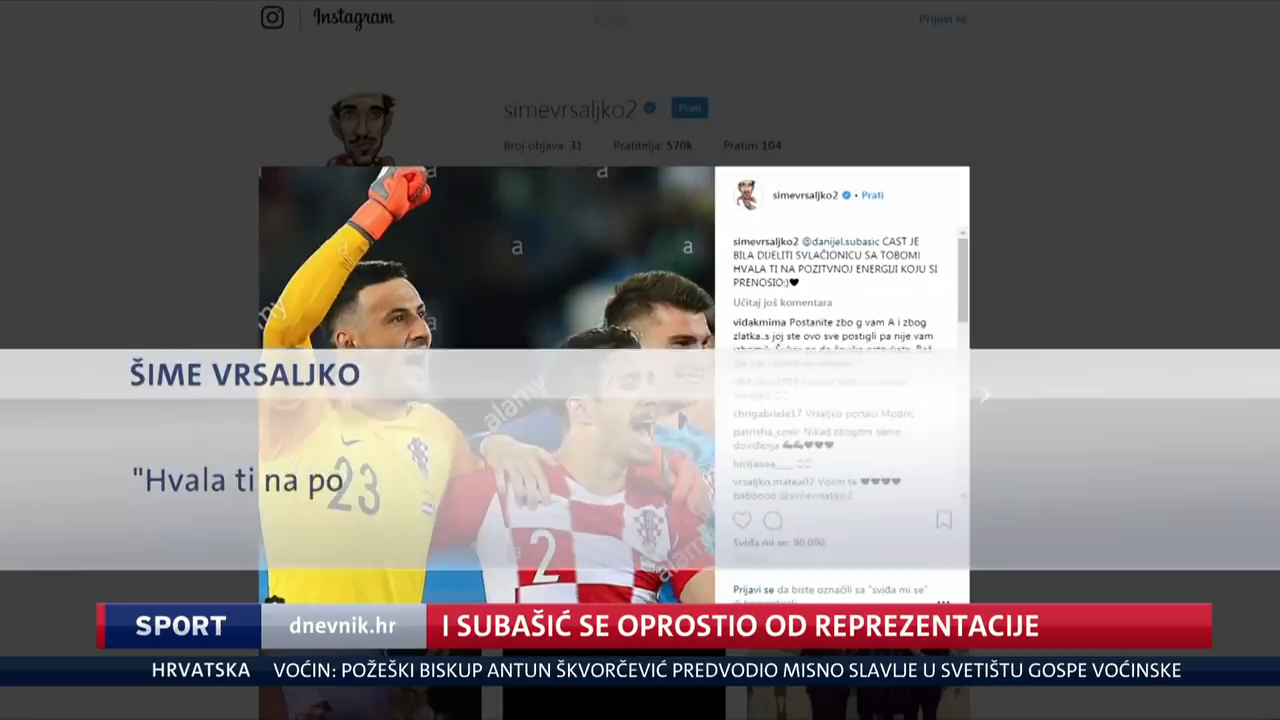 Instagram
Prijavi se
simevrsaljko2
Prati
Broj objava: 31
Pratitelja: 570k
Pratim 104
simevrsaljko2 • Prati
simevrsaljko2 @danijel.subasic CAST JE
BILA DIJELITI SVLAČIONICU SA TOBOM!
HVALA TI NA POZITVNOJ ENERGIJI KOJU SI
PRENOSIO:)🖤
Učitaj još komentara
vidakmima Postanite zbo g vam A i zbog
zlatka..s joj ste ovo sve postigli pa nije vam
chrigabriele17 Vrsaljko portaci Modric
patrisha_cosic Nikad zbogom samo
doviđenja
lucijaaaa___
vrsaljko.matea02 Volim te 🖤🖤🖤🖤
baboooo @simevrsaljko2
Sviđa mi se: 90.090
Prijavi se da biste označili sa "sviđa mi se"
a
a
a
a
a
alamy
alamy
23
2
ŠIME VRSALJKO
"Hvala ti na po
SPORT
dnevnik.hr
I SUBAŠIĆ SE OPROSTIO OD REPREZENTACIJE
HRVATSKA
VOĆIN: POŽEŠKI BISKUP ANTUN ŠKVORČEVIĆ PREDVODIO MISNO SLAVLJE U SVETIŠTU GOSPE VOĆINSKE